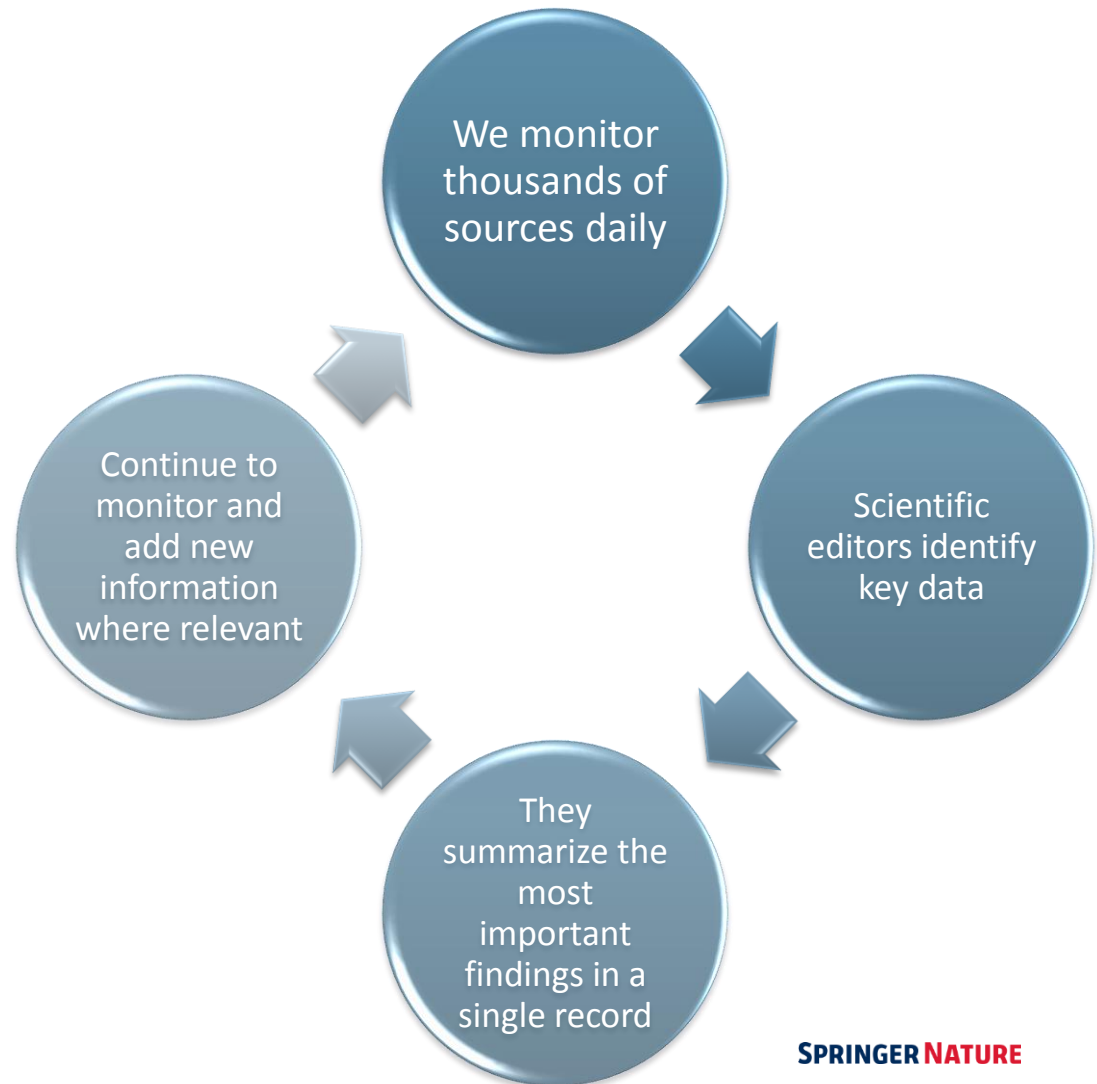 We monitor
thousands of
sources daily
Scientific
editors identify
key data
They
summarize the
most
important
findings in a
single record
Continue to
monitor and
add new
information
where relevant
SPRINGER NATURE